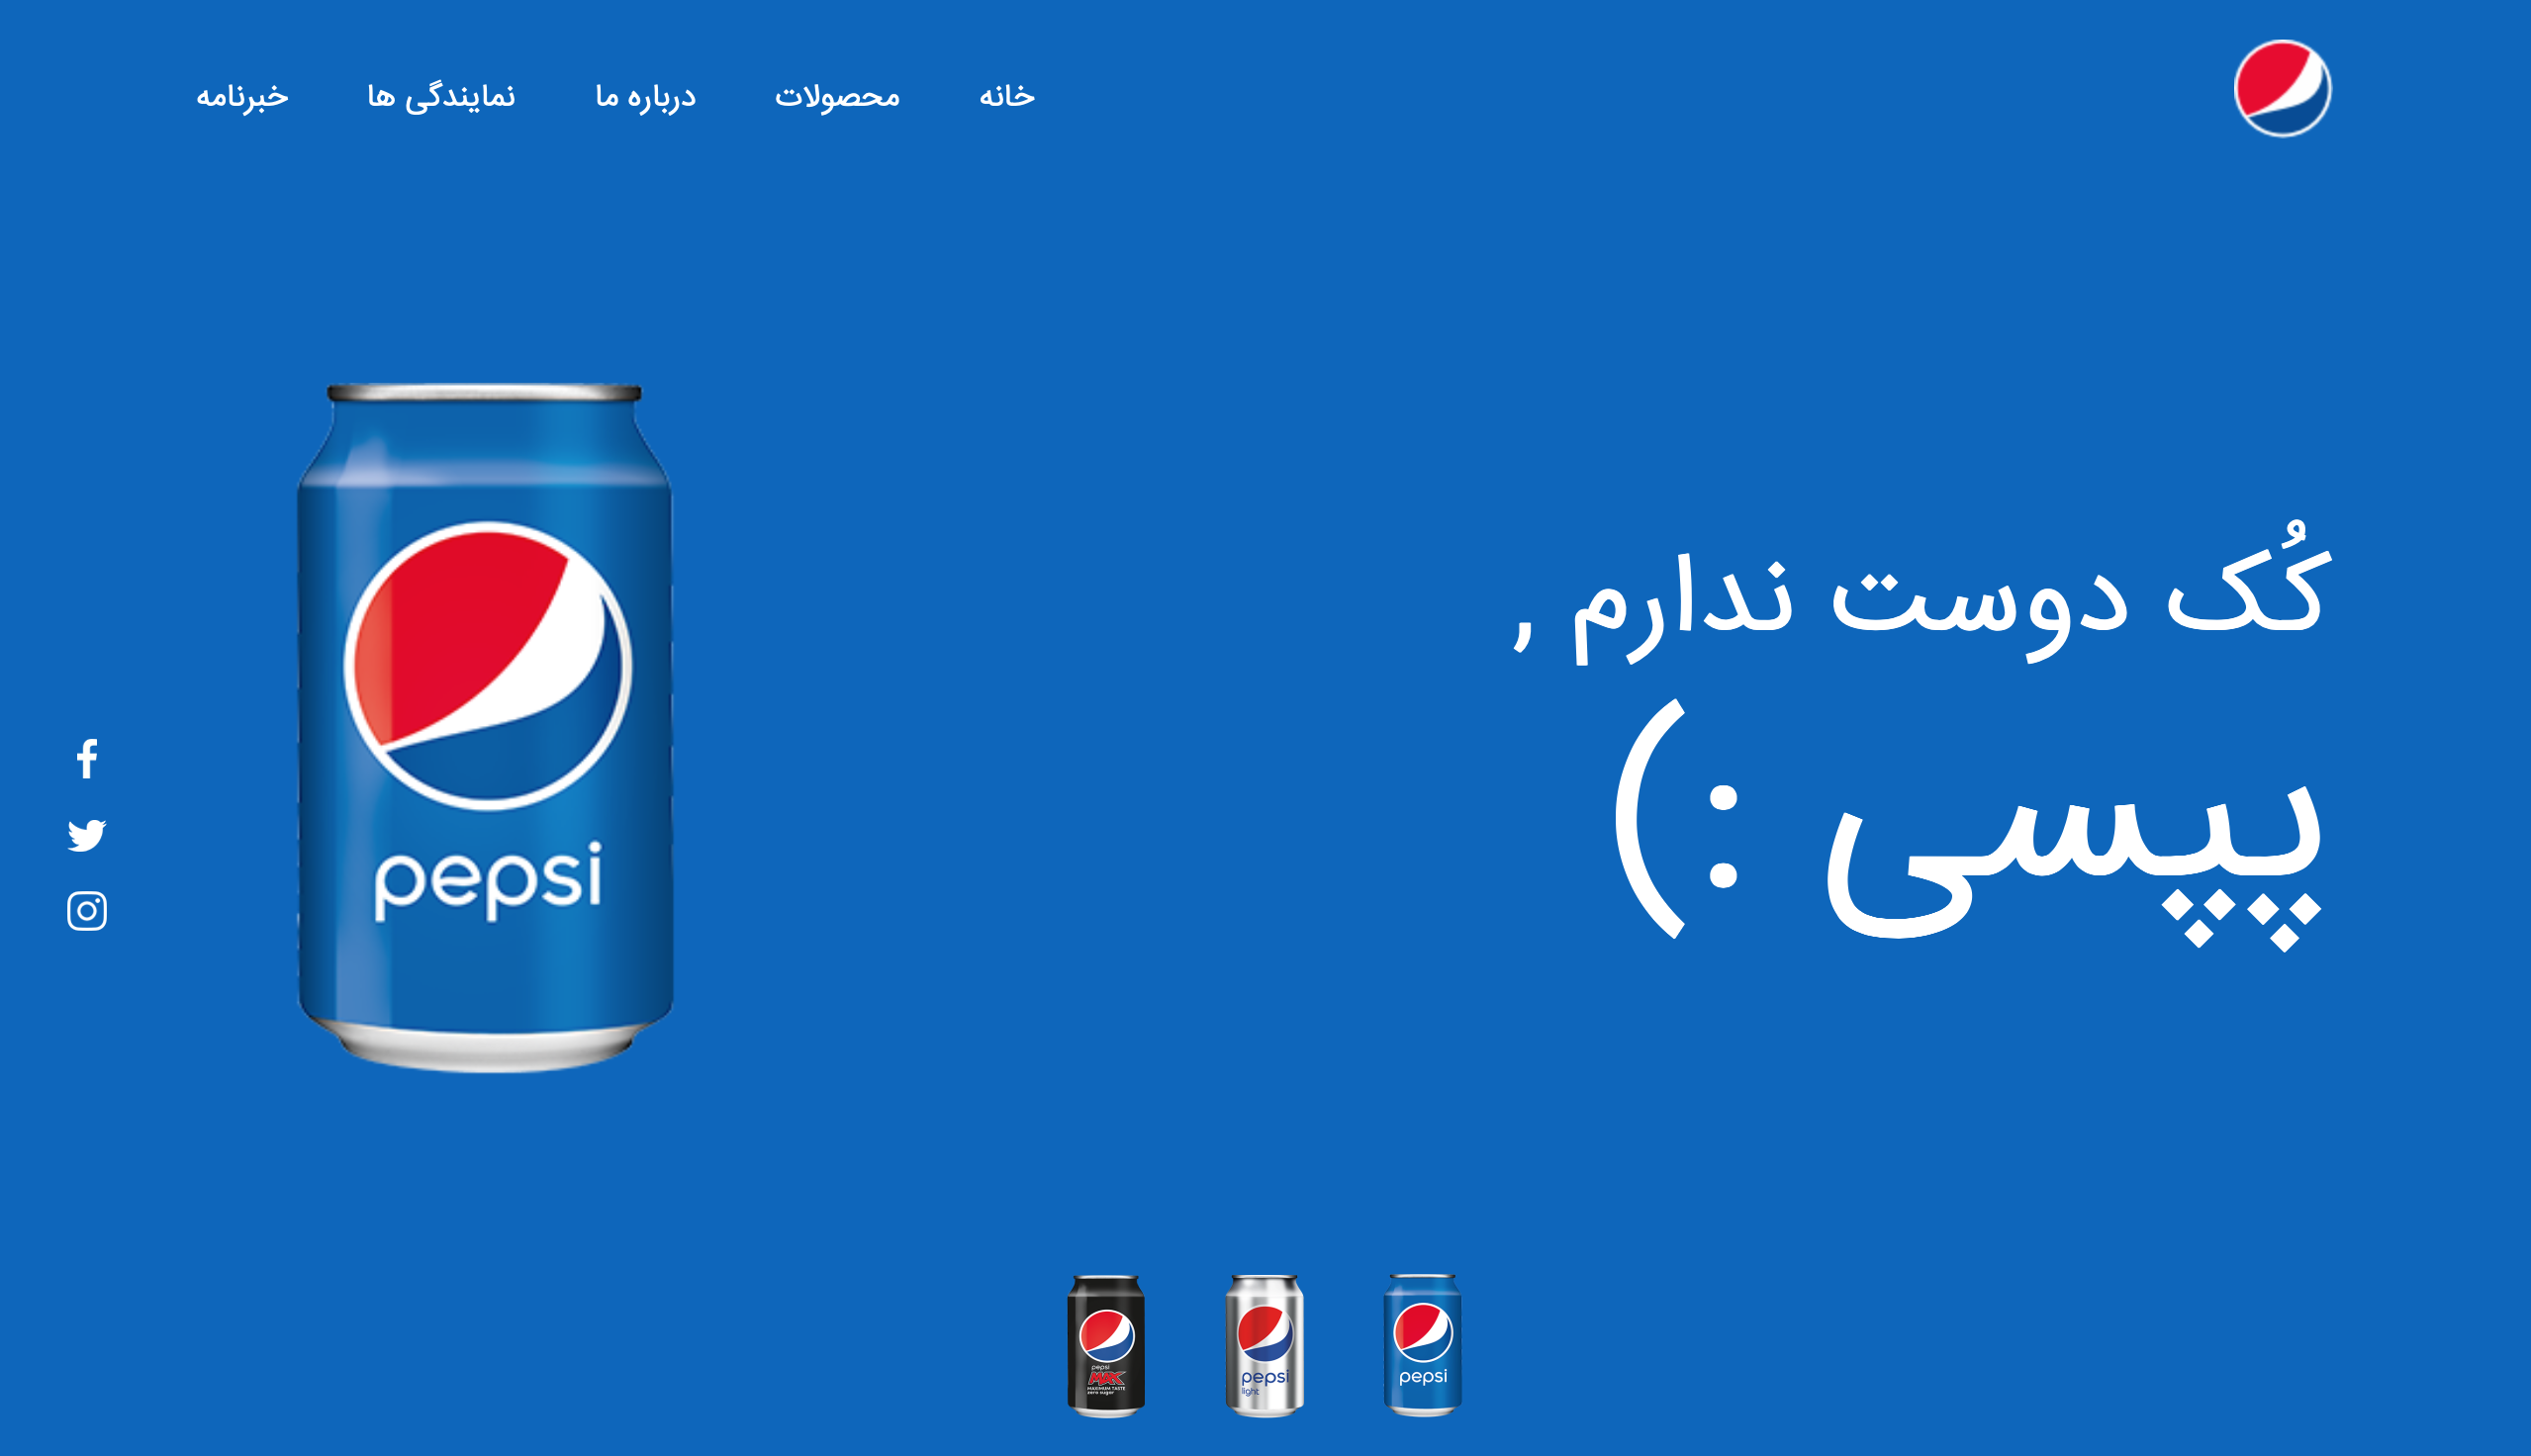 خانه محصولات درباره ما نمایندگی ها خبرنامه
کُک دوست ندارم ,
پپسی :)
pepsi
pepsi
pepsi
light
pepsi
MAX
MAXIMUM TASTE
zero sugar